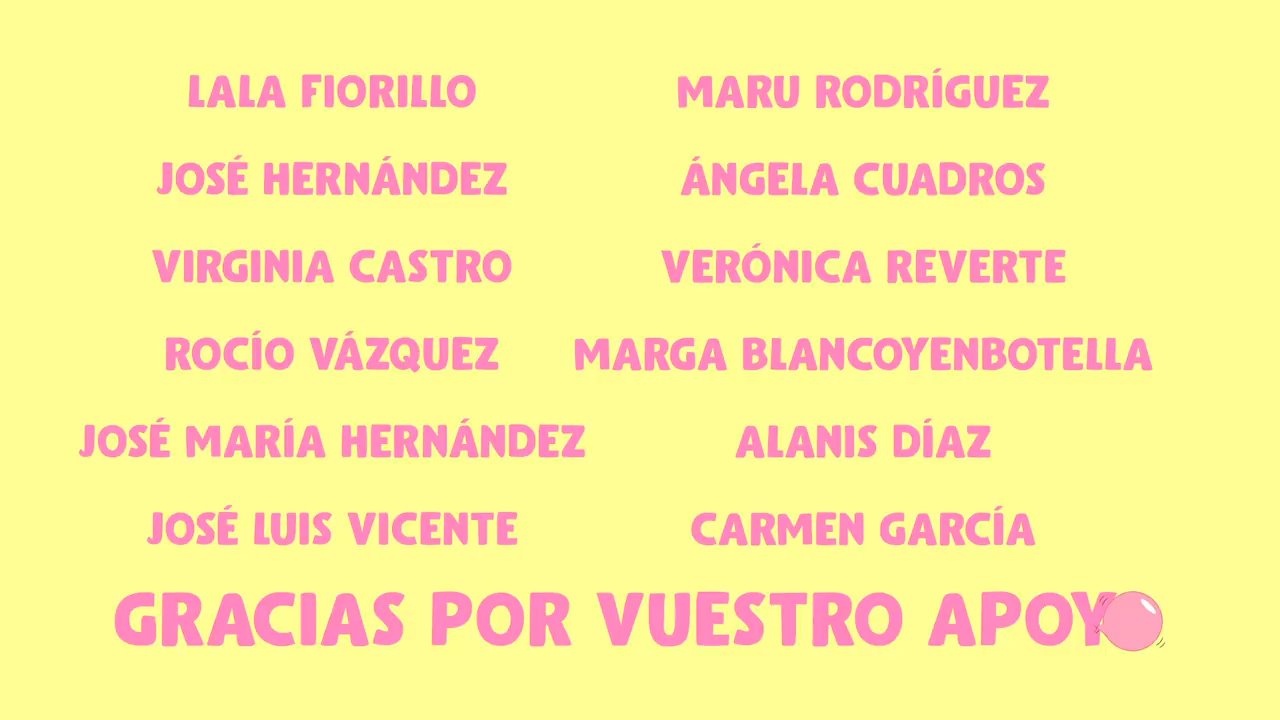 LALA FIORILLO
MARU RODRÍGUEZ
JOSÉ HERNÁNDEZ
ÁNGELA CUADROS
VIRGINIA CASTRO
VERÓNICA REVERTE
ROCÍO VÁZQUEZ
MARGA BLANCOYENBOTELLA
JOSÉ MARÍA HERNÁNDEZ
ALANIS DÍAZ
JOSÉ LUIS VICENTE
CARMEN GARCÍA
GRACIAS POR VUESTRO APOYO